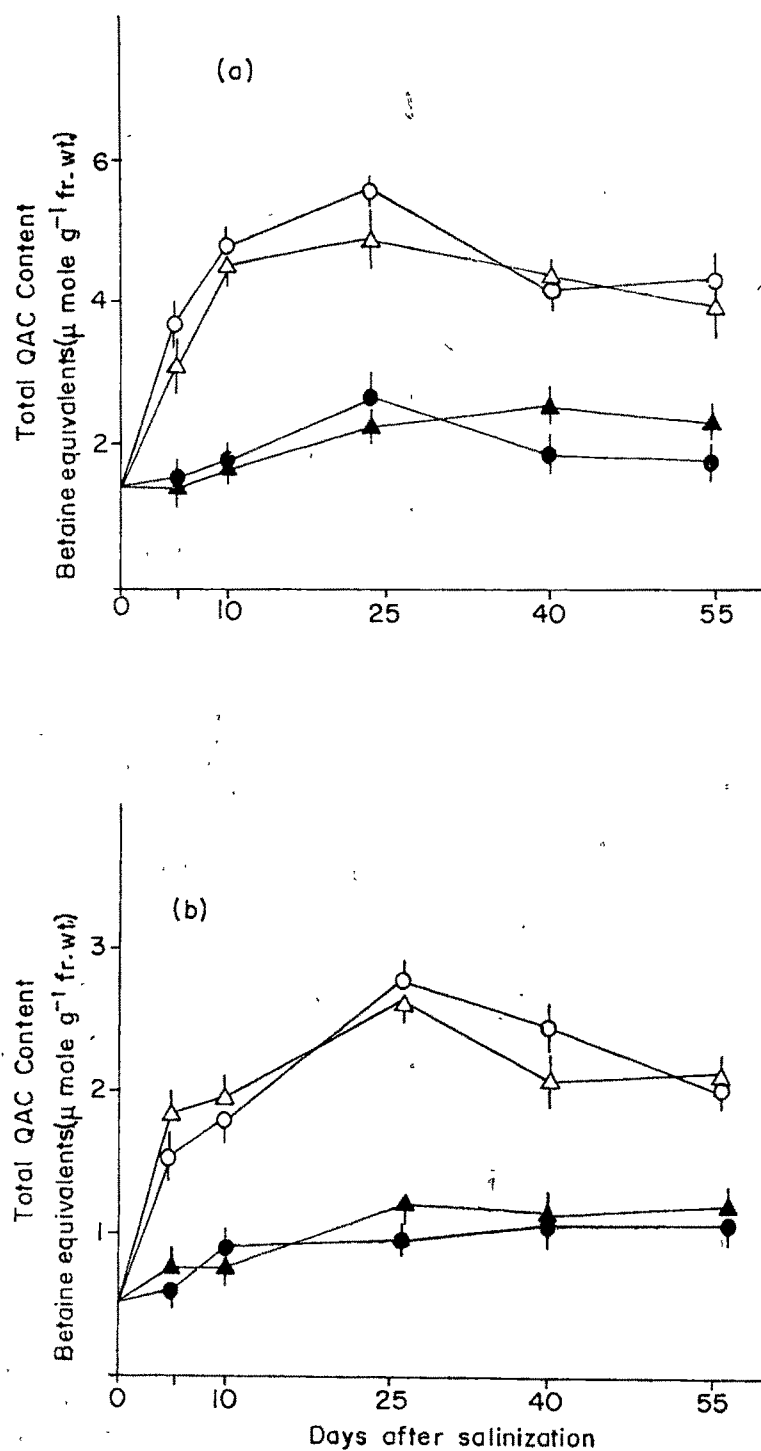 (a)
Total QAC Content
Betaine equivalents(μ mole g⁻¹ fr. wt.)
6
4
2
0 10 25 40 55
(b)
Total QAC Content
Betaine equivalents(μ mole g⁻¹ fr. wt)
3
2
1
0 10 25 40 55
Days after salinization